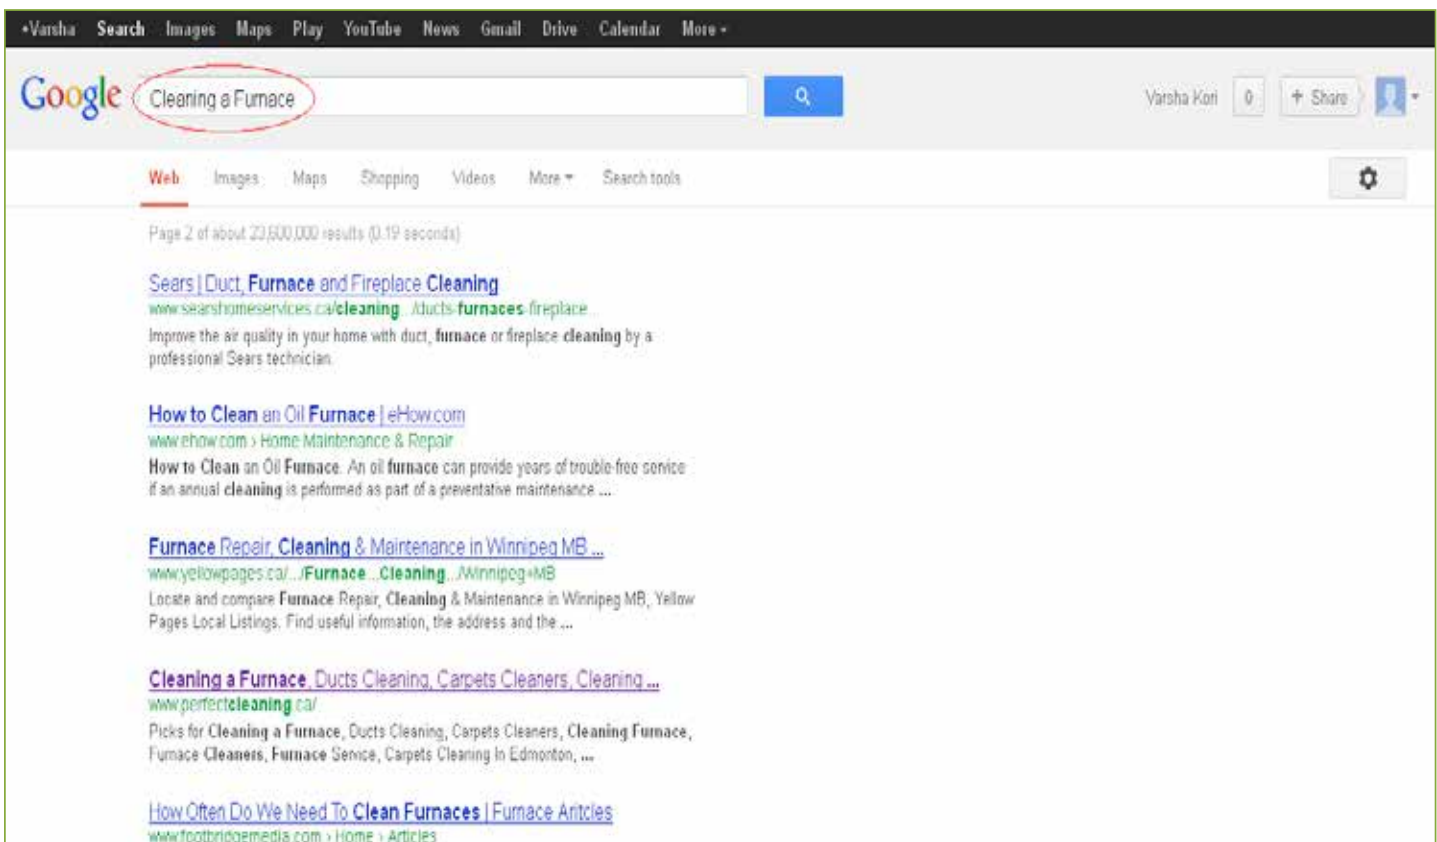 +Varsha Search Images Maps Play YouTube News Gmail Drive Calendar More
Google Cleaning a Furnace Varsha Kori 0 + Share
Web Images Maps Shopping Videos More Search tools
Page 2 of about 23,600,000 results (0.19 seconds)
Sears | Duct, Furnace and Fireplace Cleaning
www.searshomeservices.ca/cleaning.../ducts-furnaces-fireplace
Improve the air quality in your home with duct, furnace or fireplace cleaning by a
professional Sears technician.
How to Clean an Oil Furnace | eHow.com
www.ehow.com › Home Maintenance & Repair
How to Clean an Oil Furnace. An oil furnace can provide years of trouble-free service
if an annual cleaning is performed as part of a preventative maintenance ...
Furnace Repair, Cleaning & Maintenance in Winnipeg MB ...
www.yellowpages.ca/.../Furnace...Cleaning.../Winnipeg+MB
Locate and compare Furnace Repair, Cleaning & Maintenance in Winnipeg MB, Yellow
Pages Local Listings. Find useful information, the address and the ...
Cleaning a Furnace, Ducts Cleaning, Carpets Cleaners, Cleaning ...
www.perfectcleaning.ca/
Picks for Cleaning a Furnace, Ducts Cleaning, Carpets Cleaners, Cleaning Furnace,
Furnace Cleaners, Furnace Service, Carpets Cleaning In Edmonton, ...
How Often Do We Need To Clean Furnaces | Furnace Aritcles
www.footbridgemedia.com › Home › Articles